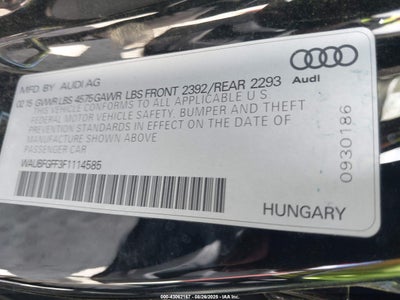 MFD. BY AUDI AG
02 15 GVWR LBS 4575 GAWR LBS FRONT 2392/REAR 2293
THIS VEHICLE CONFORMS TO ALL APPLICABLE U S
FEDERAL MOTOR VEHICLE SAFETY, BUMPER AND THEFT
PREVENTION STANDARDS IN EFFECT ON THE DATE OF
MANUFACTURE SHOWN ABOVE.
PASSENGER CAR
WAUBFGFF3F1114585
HUNGARY
Audi
0930186
000-43092167 - 08/26/2025 - IAAI.COM